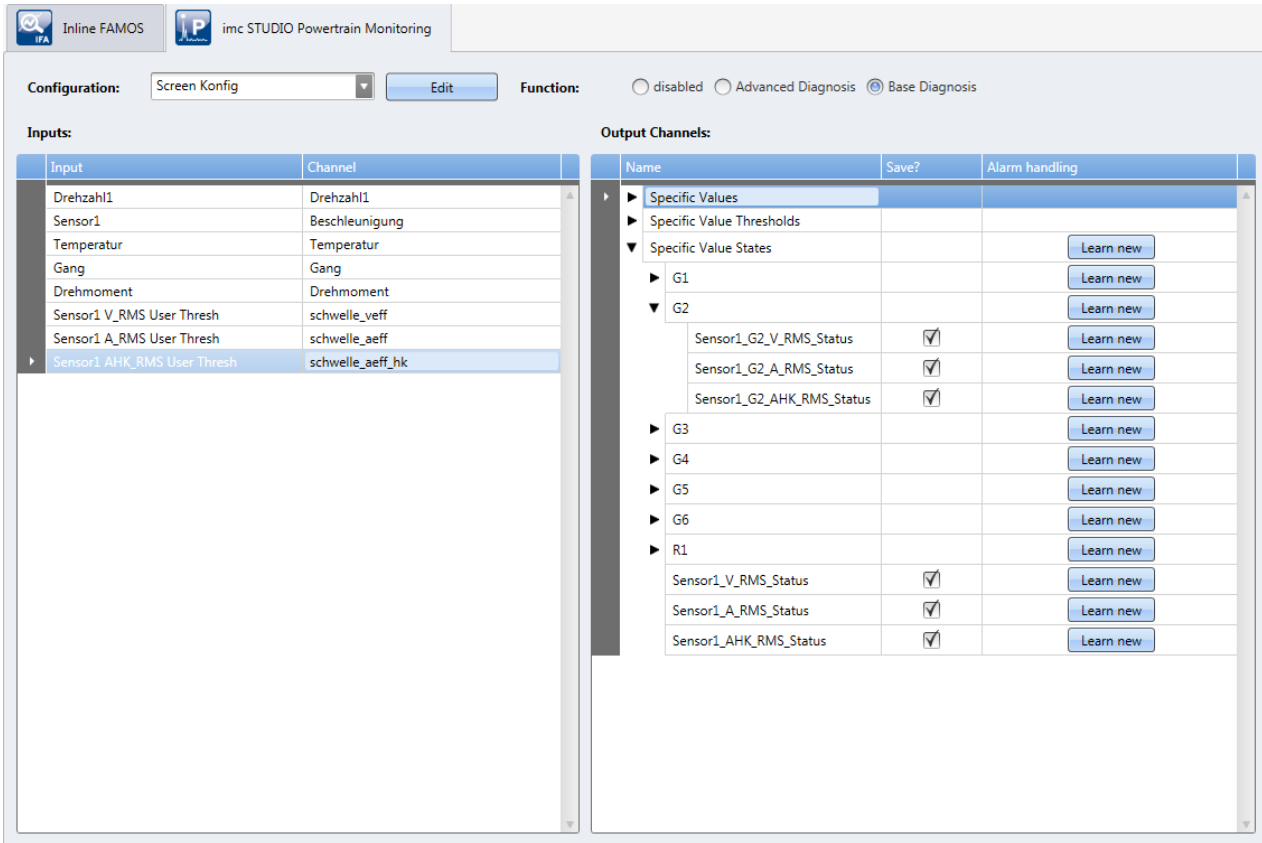 IFA Inline FAMOS P imc STUDIO Powertrain Monitoring
Configuration: Screen Konfig Edit Function: disabled Advanced Diagnosis Base Diagnosis
Inputs:
Input Channel
Drehzahl1 Drehzahl1
Sensor1 Beschleunigung
Temperatur Temperatur
Gang Gang
Drehmoment Drehmoment
Sensor1 V_RMS User Thresh schwelle_veff
Sensor1 A_RMS User Thresh schwelle_aeff
Sensor1 AHK_RMS User Thresh schwelle_aeff_hk
Output Channels:
Name Save? Alarm handling
Specific Values
Specific Value Thresholds
Specific Value States Learn new
G1 Learn new
G2 Learn new
Sensor1_G2_V_RMS_Status Learn new
Sensor1_G2_A_RMS_Status Learn new
Sensor1_G2_AHK_RMS_Status Learn new
G3 Learn new
G4 Learn new
G5 Learn new
G6 Learn new
R1 Learn new
Sensor1_V_RMS_Status Learn new
Sensor1_A_RMS_Status Learn new
Sensor1_AHK_RMS_Status Learn new